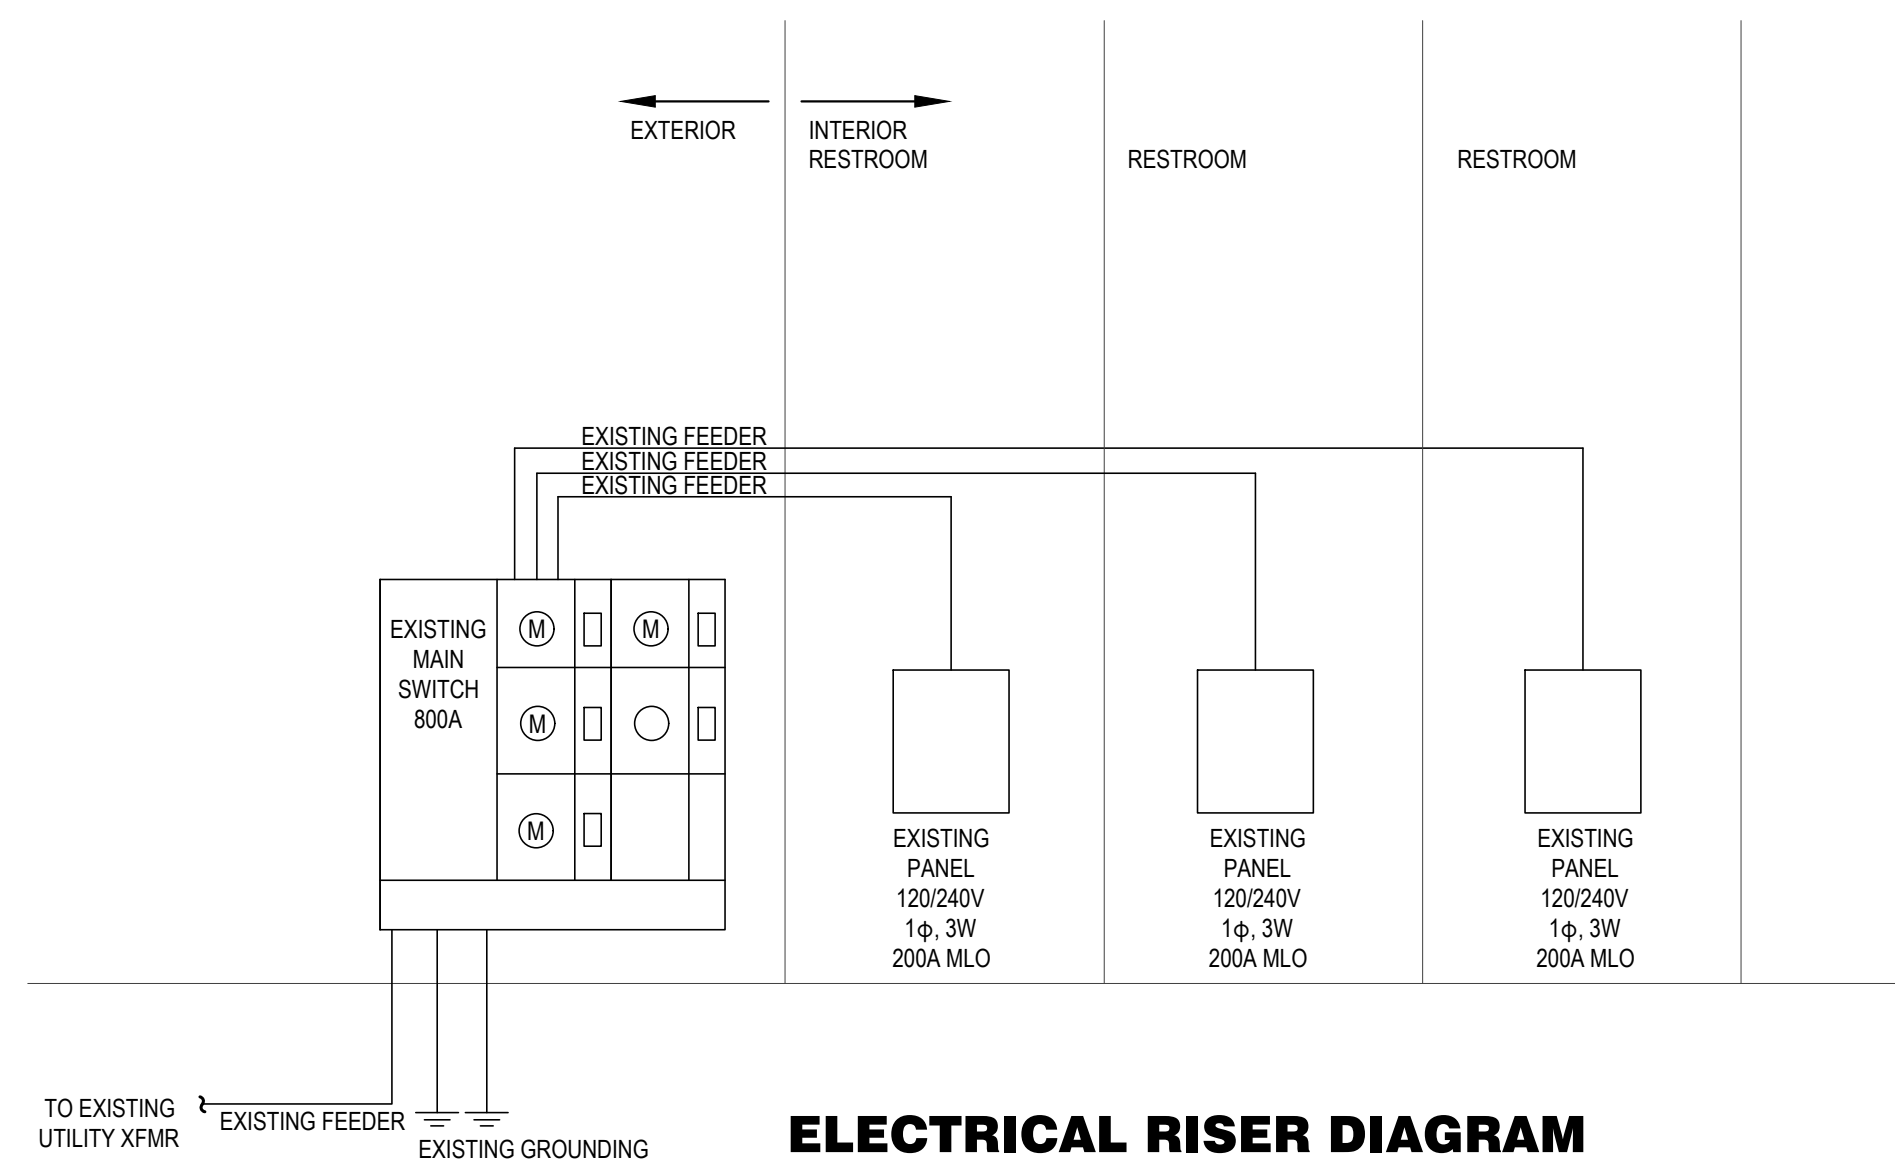 EXTERIOR
INTERIOR
RESTROOM
RESTROOM
RESTROOM
EXISTING FEEDER
EXISTING FEEDER
EXISTING FEEDER
EXISTING
MAIN
SWITCH
800A
M
M
M
M
EXISTING
PANEL
120/240V
1ϕ, 3W
200A MLO
EXISTING
PANEL
120/240V
1ϕ, 3W
200A MLO
EXISTING
PANEL
120/240V
1ϕ, 3W
200A MLO
TO EXISTING
UTILITY XFMR
EXISTING FEEDER
EXISTING GROUNDING
ELECTRICAL RISER DIAGRAM